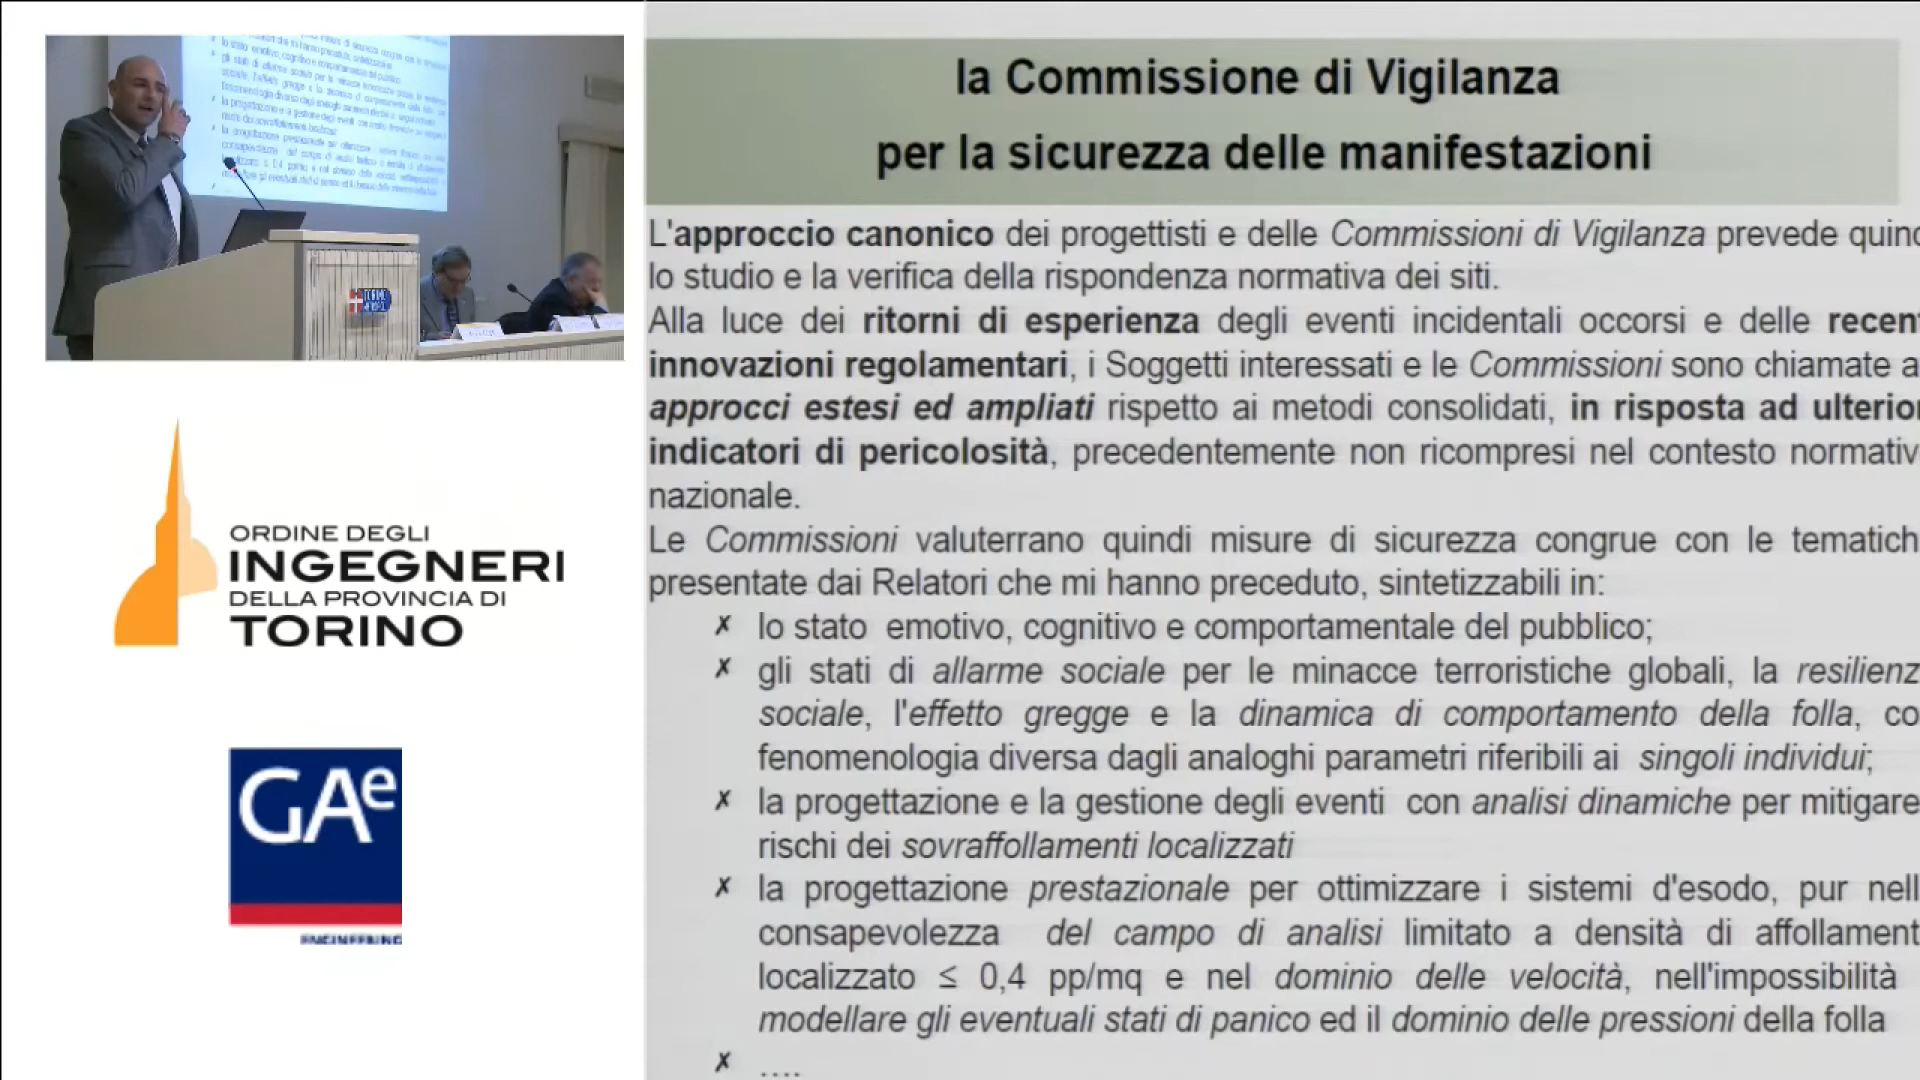 la Commissione di Vigilanza
per la sicurezza delle manifestazioni
L'approccio canonico dei progettisti e delle Commissioni di Vigilanza prevede quind
lo studio e la verifica della rispondenza normativa dei siti.
Alla luce dei ritorni di esperienza degli eventi incidentali occorsi e delle recent
innovazioni regolamentari, i Soggetti interessati e le Commissioni sono chiamate a
approcci estesi ed ampliati rispetto ai metodi consolidati, in risposta ad ulterior
indicatori di pericolosità, precedentemente non ricompresi nel contesto normativ
nazionale.
Le Commissioni valuterrano quindi misure di sicurezza congrue con le tematich
presentate dai Relatori che mi hanno preceduto, sintetizzabili in:
✗ lo stato emotivo, cognitivo e comportamentale del pubblico;
✗ gli stati di allarme sociale per le minacce terroristiche globali, la resilienz
sociale, l'effetto gregge e la dinamica di comportamento della folla, co
fenomenologia diversa dagli analoghi parametri riferibili ai singoli individui;
✗ la progettazione e la gestione degli eventi con analisi dinamiche per mitigare
rischi dei sovraffollamenti localizzati
✗ la progettazione prestazionale per ottimizzare i sistemi d'esodo, pur nell
consapevolezza del campo di analisi limitato a densità di affollament
localizzato ≤ 0,4 pp/mq e nel dominio delle velocità, nell'impossibilità
modellare gli eventuali stati di panico ed il dominio delle pressioni della folla
✗ ....
ORDINE DEGLI
INGEGNERI
DELLA PROVINCIA DI
TORINO
GAe
ENGINEERING